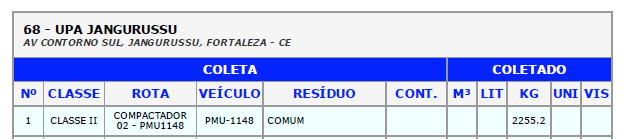 68 - UPA JANGURUSSU
AV CONTORNO SUL, JANGURUSSU, FORTALEZA - CE
COLETA COLETADO
Nº CLASSE ROTA VEÍCULO RESÍDUO CONT. M³ LIT KG UNI VIS
1 CLASSE II COMPACTADOR 02 - PMU1148 PMU-1148 COMUM 2255.2